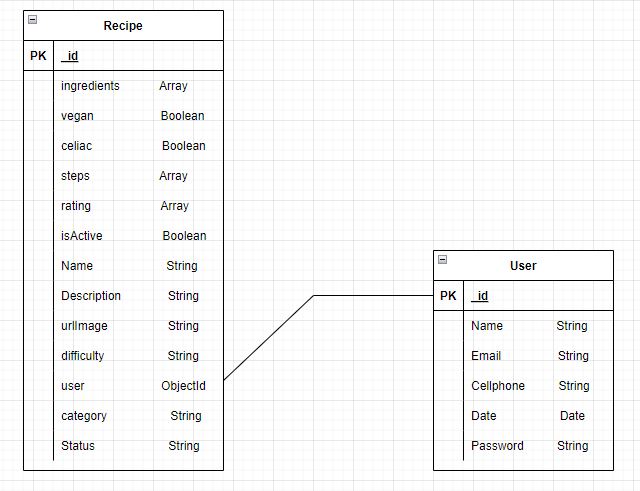 Recipe
PK _id
ingredients Array
vegan Boolean
celiac Boolean
steps Array
rating Array
isActive Boolean
Name String
Description String
urlImage String
difficulty String
user ObjectId
category String
Status String
User
PK _id
Name String
Email String
Cellphone String
Date Date
Password String